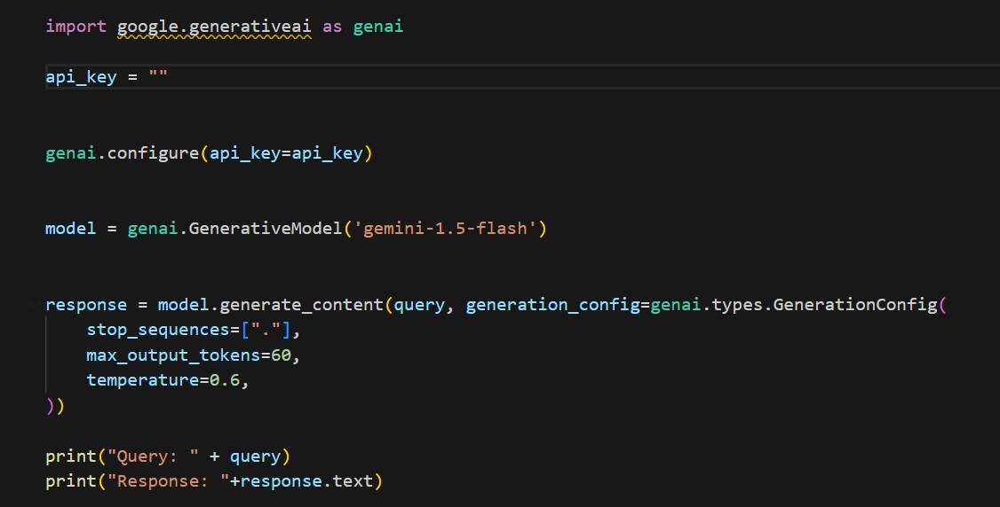 import google.generativeai as genai
api_key = ""
genai.configure(api_key=api_key)
model = genai.GenerativeModel('gemini-1.5-flash')
response = model.generate_content(query, generation_config=genai.types.GenerationConfig(
    stop_sequences=["."],
    max_output_tokens=60,
    temperature=0.6,
))
print("Query: " + query)
print("Response: "+response.text)